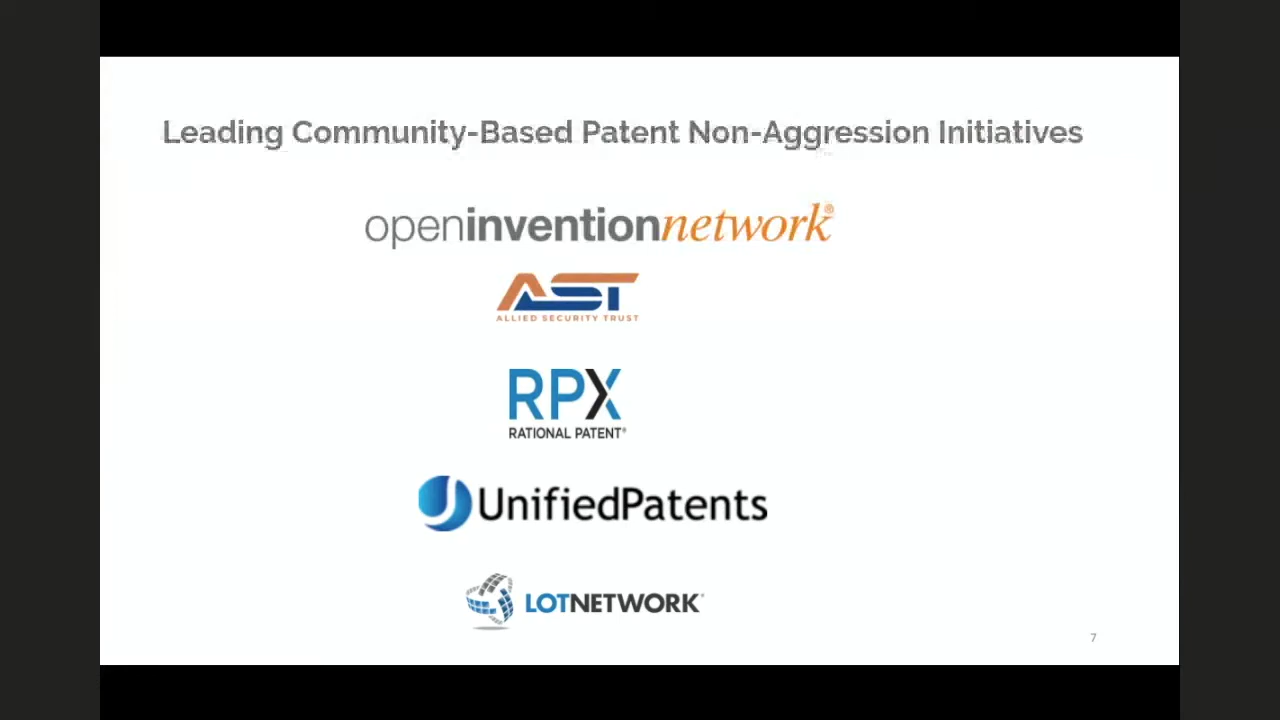 Leading Community-Based Patent Non-Aggression Initiatives
openinventionnetwork®
AST
ALLIED SECURITY TRUST
RPX
RATIONAL PATENT®
UnifiedPatents
LOTNETWORK®
7